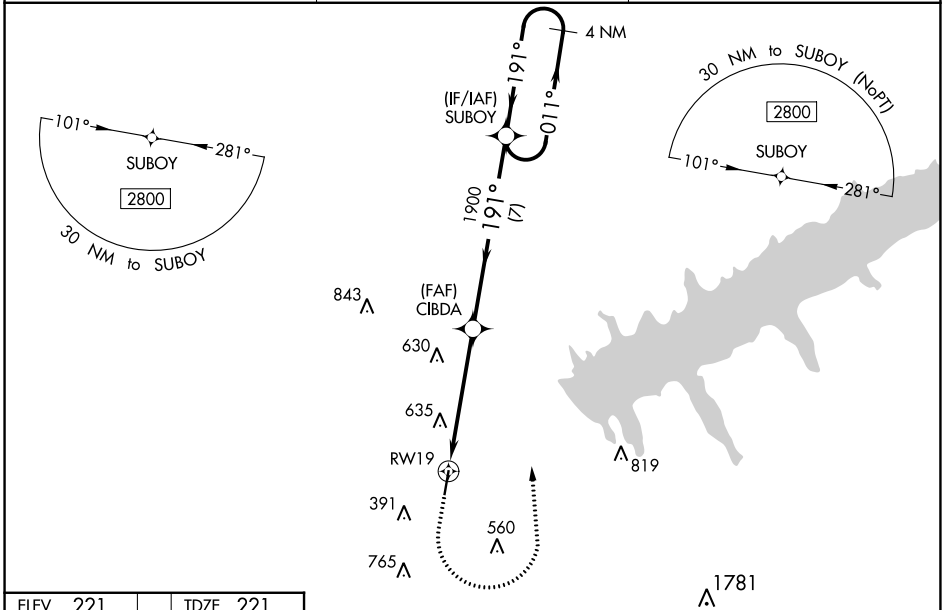 4 NM
191°
011°
(IF/IAF)
SUBOY
30 NM to SUBOY (NoPT)
2800
101°
SUBOY
281°
101°
SUBOY
281°
2800
30 NM to SUBOY
1900
191°
(7)
843
(FAF)
CIBDA
630
635
RW19
819
391
560
765
1781
ELEV 221
TDZE 221